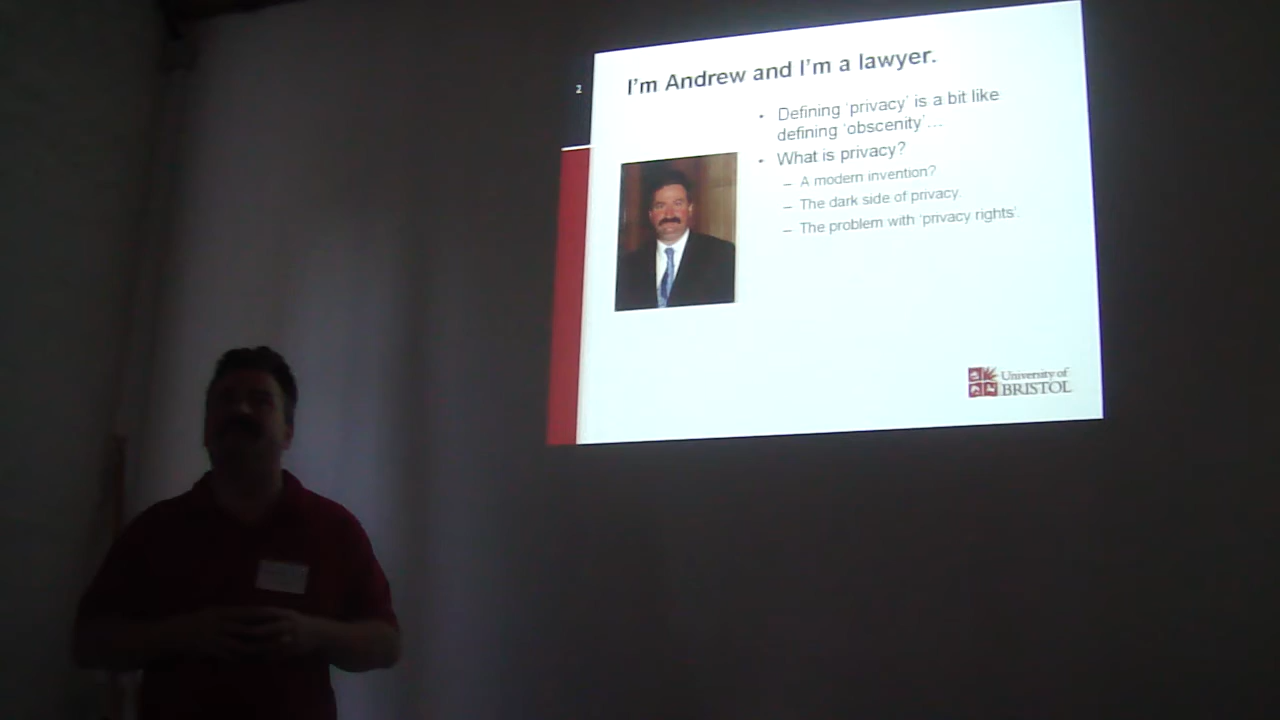 2
I'm Andrew and I'm a lawyer.
• Defining 'privacy' is a bit like
defining 'obscenity'…
• What is privacy?
– A modern invention?
– The dark side of privacy.
– The problem with 'privacy rights'.
University of
BRISTOL